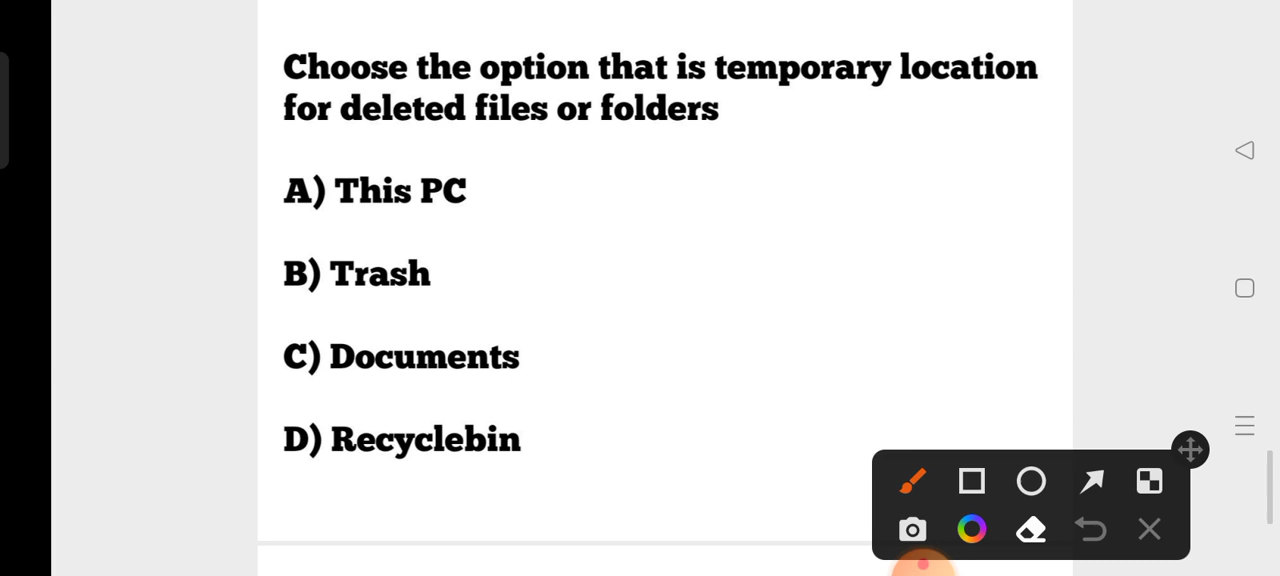 Choose the option that is temporary location
for deleted files or folders
A) This PC
B) Trash
C) Documents
D) Recyclebin